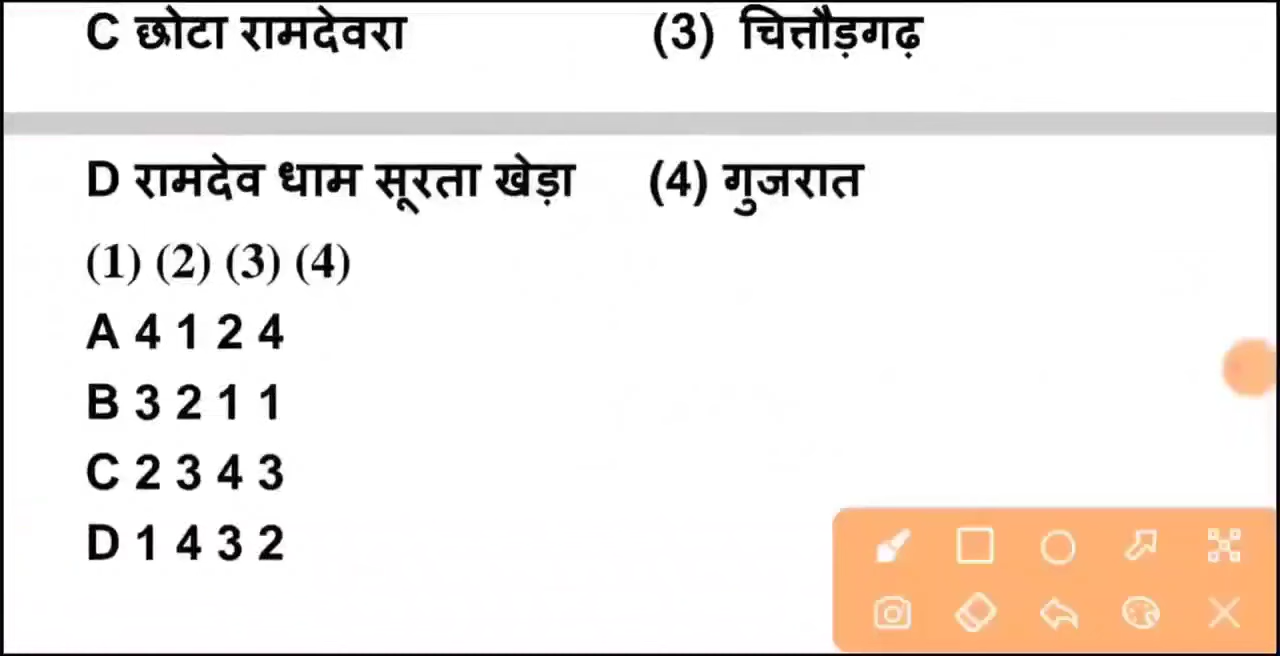 C छोटा रामदेवरा (3) चित्तौड़गढ़
D रामदेव धाम सूरता खेड़ा (4) गुजरात
(1) (2) (3) (4)
A 4 1 2 4
B 3 2 1 1
C 2 3 4 3
D 1 4 3 2